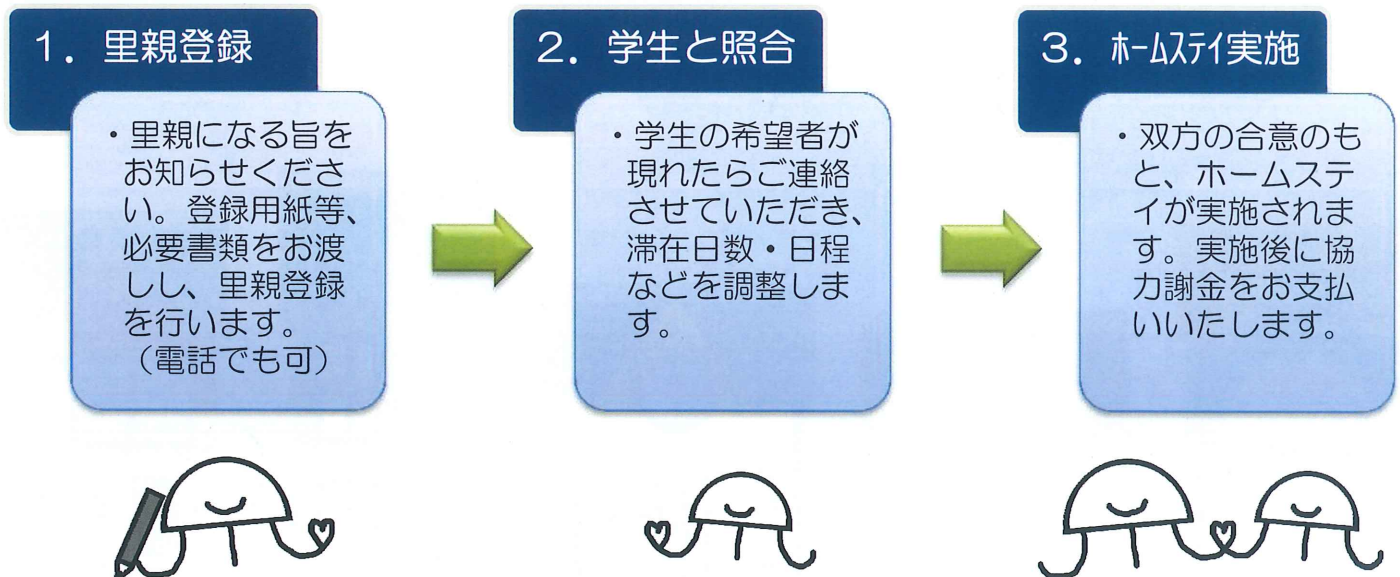 1．里親登録
・里親になる旨を
お知らせくださ
い。登録用紙等、
必要書類をお渡
しし、里親登録
を行います。
（電話でも可）
2．学生と照合
・学生の希望者が
現れたらご連絡
させていただき、
滞在日数・日程
などを調整しま
す。
3．ﾎｰﾑｽﾃｲ実施
・双方の合意のも
と、ホームステ
イが実施されま
す。実施後に協
力謝金をお支払
いいたします。